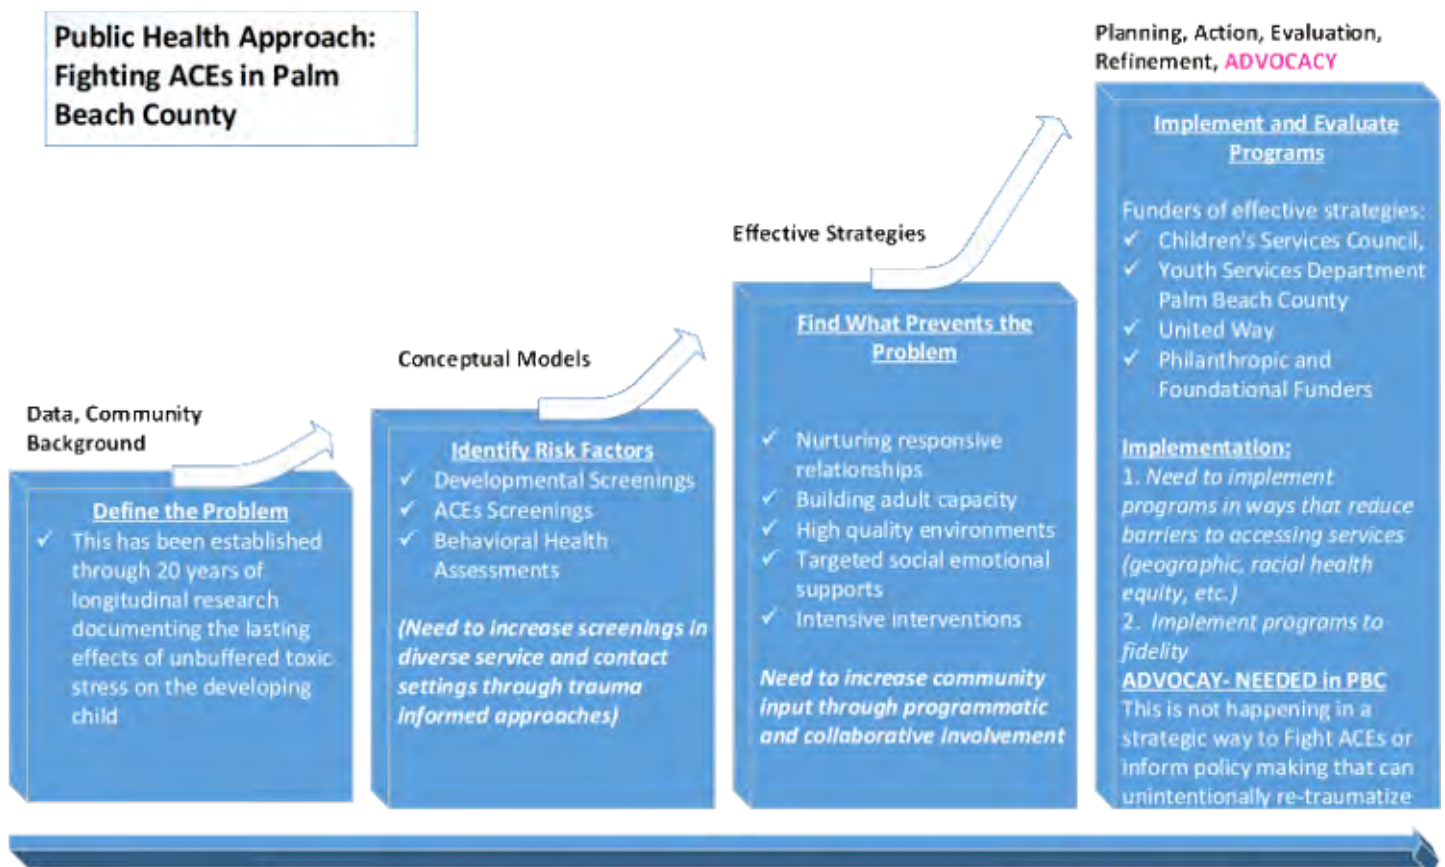 Public Health Approach:
Fighting ACEs in Palm
Beach County
Data, Community
Background
Define the Problem
✓ This has been established
through 20 years of
longitudinal research
documenting the lasting
effects of unbuffered toxic
stress on the developing
child
Conceptual Models
Identify Risk Factors
✓ Developmental Screenings
✓ ACEs Screenings
✓ Behavioral Health
Assessments
(Need to increase screenings in
diverse service and contact
settings through trauma
informed approaches)
Effective Strategies
Find What Prevents the
Problem
✓ Nurturing responsive
relationships
✓ Building adult capacity
✓ High quality environments
✓ Targeted social emotional
supports
✓ Intensive interventions
Need to increase community
input through programmatic
and collaborative involvement
Planning, Action, Evaluation,
Refinement, ADVOCACY
Implement and Evaluate
Programs
Funders of effective strategies:
✓ Children's Services Council,
✓ Youth Services Department
Palm Beach County
✓ United Way
✓ Philanthropic and
Foundational Funders
Implementation:
1. Need to implement
programs in ways that reduce
barriers to accessing services
(geographic, racial health
equity, etc.)
2. Implement programs to
fidelity
ADVOCAY- NEEDED in PBC
This is not happening in a
strategic way to Fight ACEs or
inform policy making that can
unintentionally re-traumatize